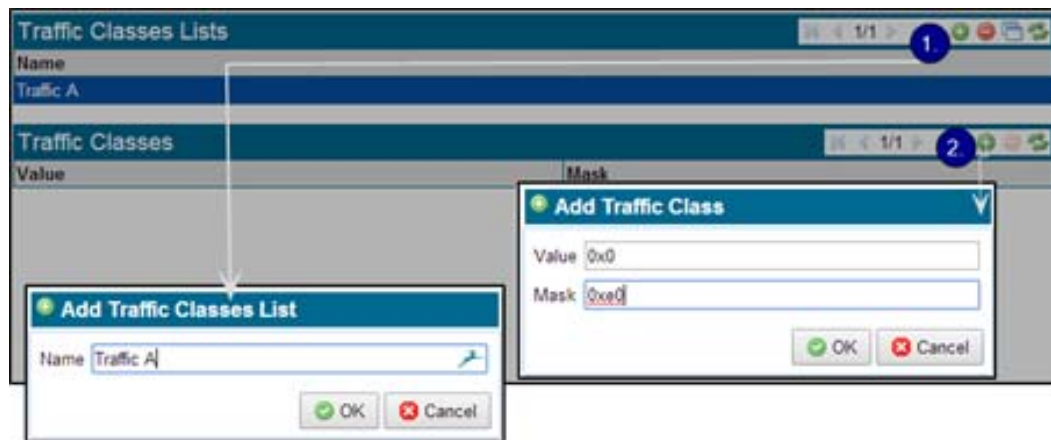 Traffic Classes Lists
1/1
1.
Name
Traffic A
Traffic Classes
1/1
2.
Value Mask
Add Traffic Class
Value 0x0
Mask 0xe0
OK Cancel
Add Traffic Classes List
Name Traffic A
OK Cancel